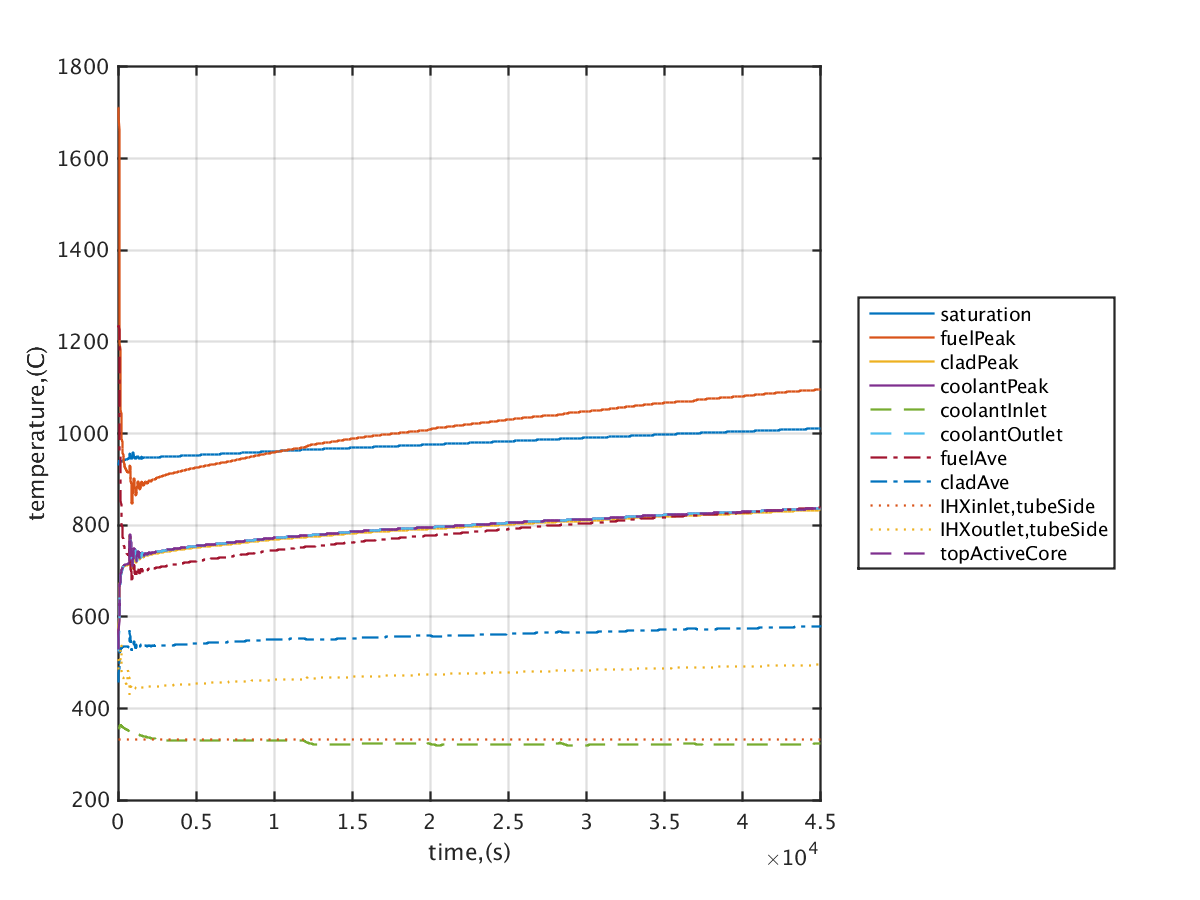 1800
1600
1400
1200
1000
800
600
400
200
temperature,(C)
0 0.5 1 1.5 2 2.5 3 3.5 4 4.5
time,(s)
×10^4
saturation
fuelPeak
cladPeak
coolantPeak
coolantInlet
coolantOutlet
fuelAve
cladAve
IHXinlet,tubeSide
IHXoutlet,tubeSide
topActiveCore